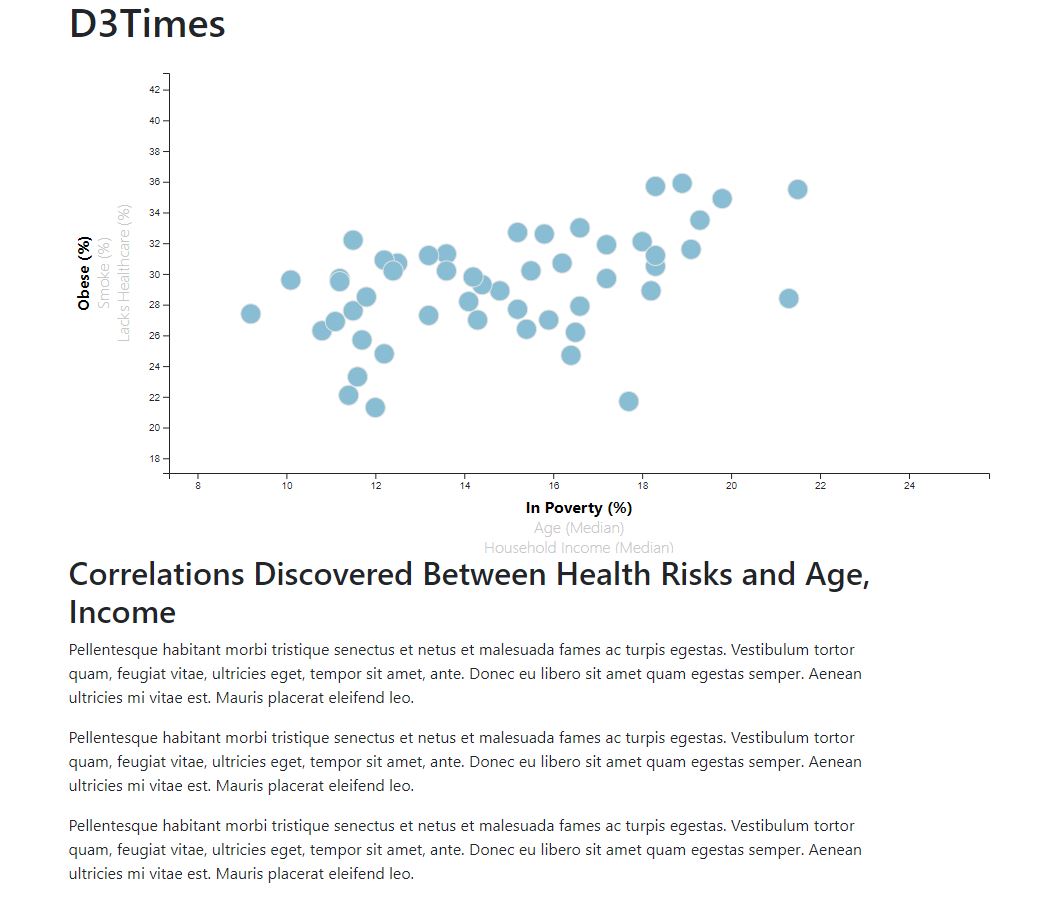 D3Times
42
40
38
36
34
32
30
28
26
24
22
20
18
Obese (%)
Smoke (%)
Lacks Healthcare (%)
8 10 12 14 16 18 20 22 24
In Poverty (%)
Age (Median)
Household Income (Median)
Correlations Discovered Between Health Risks and Age,
Income
Pellentesque habitant morbi tristique senectus et netus et malesuada fames ac turpis egestas. Vestibulum tortor
quam, feugiat vitae, ultricies eget, tempor sit amet, ante. Donec eu libero sit amet quam egestas semper. Aenean
ultricies mi vitae est. Mauris placerat eleifend leo.
Pellentesque habitant morbi tristique senectus et netus et malesuada fames ac turpis egestas. Vestibulum tortor
quam, feugiat vitae, ultricies eget, tempor sit amet, ante. Donec eu libero sit amet quam egestas semper. Aenean
ultricies mi vitae est. Mauris placerat eleifend leo.
Pellentesque habitant morbi tristique senectus et netus et malesuada fames ac turpis egestas. Vestibulum tortor
quam, feugiat vitae, ultricies eget, tempor sit amet, ante. Donec eu libero sit amet quam egestas semper. Aenean
ultricies mi vitae est. Mauris placerat eleifend leo.